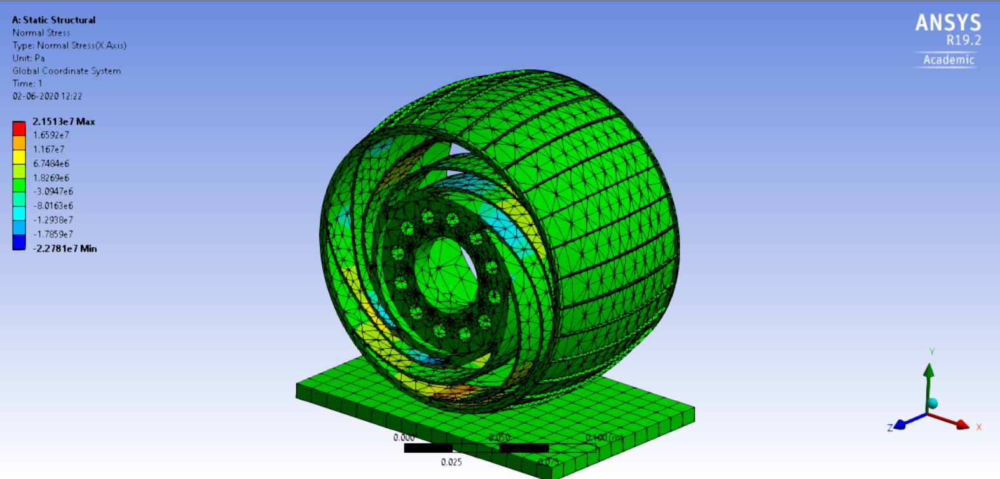 A: Static Structural
Normal Stress
Type: Normal Stress(X Axis)
Unit: Pa
Global Coordinate System
Time: 1
02-06-2020 12:22
2.1513e7 Max
1.6592e7
1.167e7
6.7484e6
1.8269e6
-3.0947e6
-8.0163e6
-1.2938e7
-1.7859e7
-2.2781e7 Min
ANSYS
R19.2
Academic
0.000
0.050
0.100 (m)
0.025
0.075
Y
Z
X